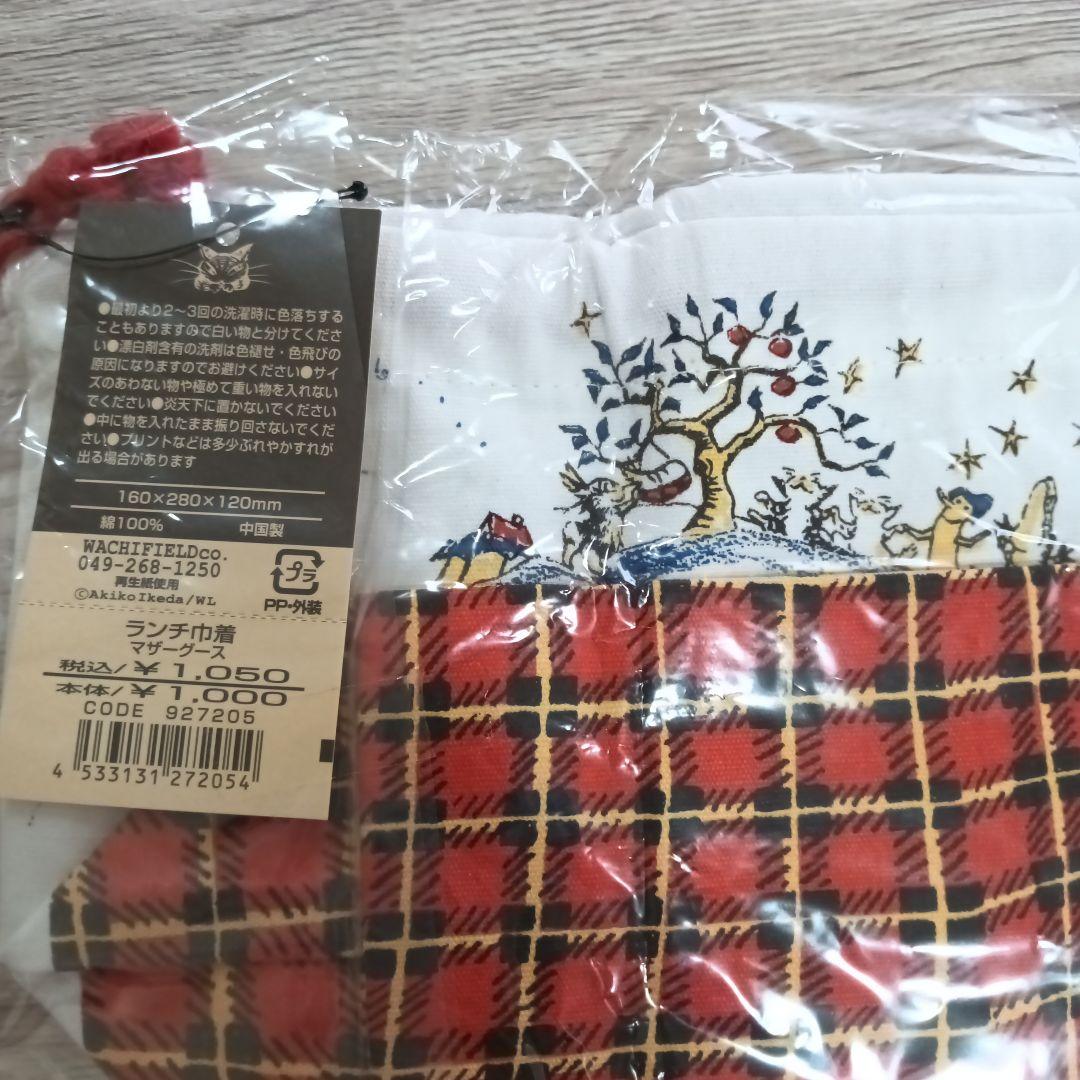 ●最初より2～3回の洗濯時に色落ちする
こともありますので白い物と分けてくださ
い●漂白剤含有の洗剤は色褪せ・色飛びの
原因になりますのでお避けください●サイ
ズのあわない物や極めて重い物を入れない
でください●炎天下に置かないでください
●中に物を入れたまま振り回さないでくだ
さい●プリントなどは多少ぶれやかすれが
出る場合があります
160×280×120mm
綿100% 中国製
WACHIFIELDco.
049-268-1250
再生紙使用
©AkikoIkeda/WL
プラ
PP・外装
ランチ巾着
マザーグース
税込/¥1,050
本体/¥1,000
CODE 927205
4 533131 272054